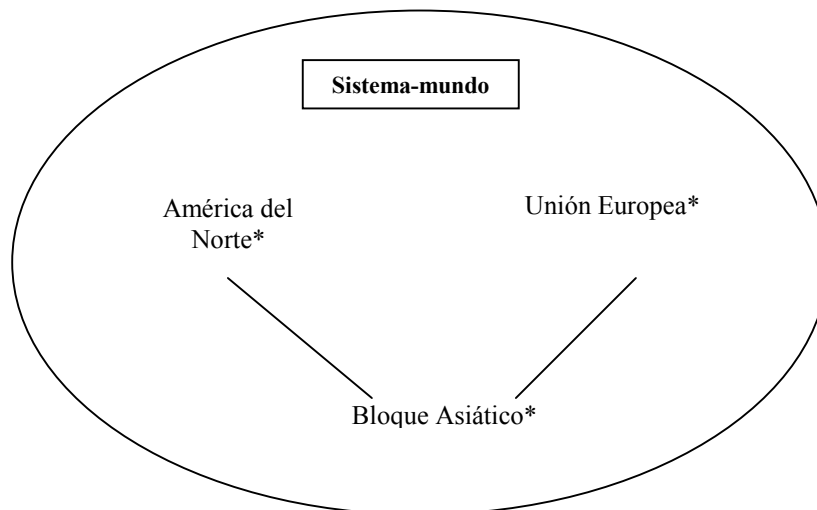 Sistema-mundo
América del
Norte*
Unión Europea*
Bloque Asiático*